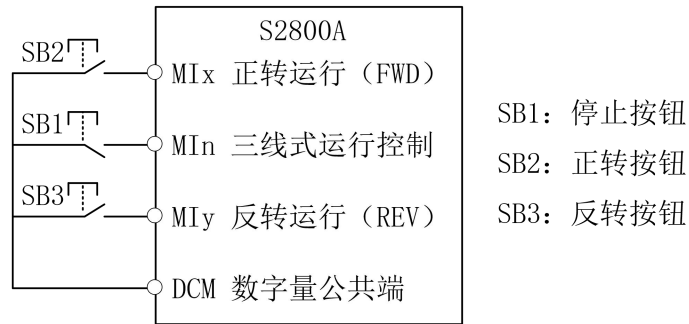 S2800A
SB2 MIx 正转运行（FWD）
SB1 MIn 三线式运行控制
SB3 MIy 反转运行（REV）
DCM 数字量公共端
SB1：停止按钮
SB2：正转按钮
SB3：反转按钮